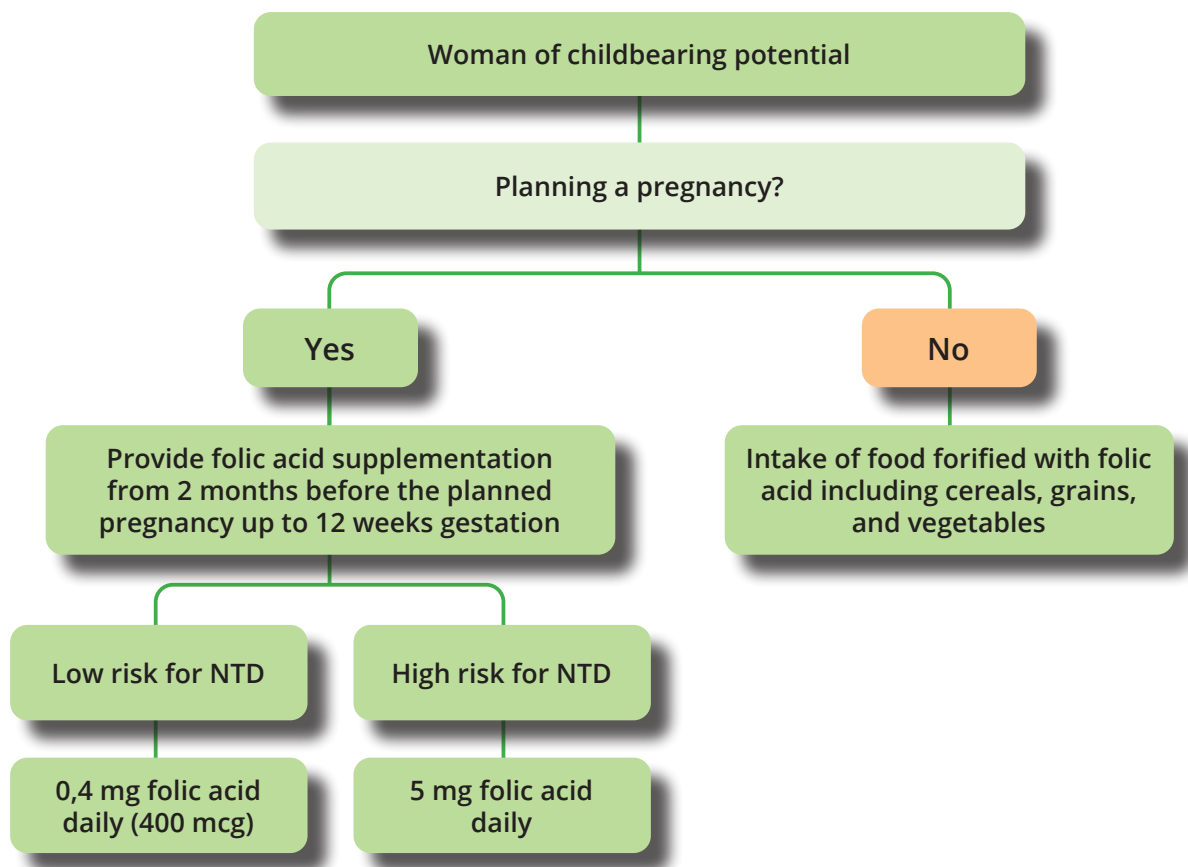 Woman of childbearing potential
Planning a pregnancy?
Yes
No
Provide folic acid supplementation
from 2 months before the planned
pregnancy up to 12 weeks gestation
Intake of food forified with folic
acid including cereals, grains,
and vegetables
Low risk for NTD
High risk for NTD
0,4 mg folic acid
daily (400 mcg)
5 mg folic acid
daily